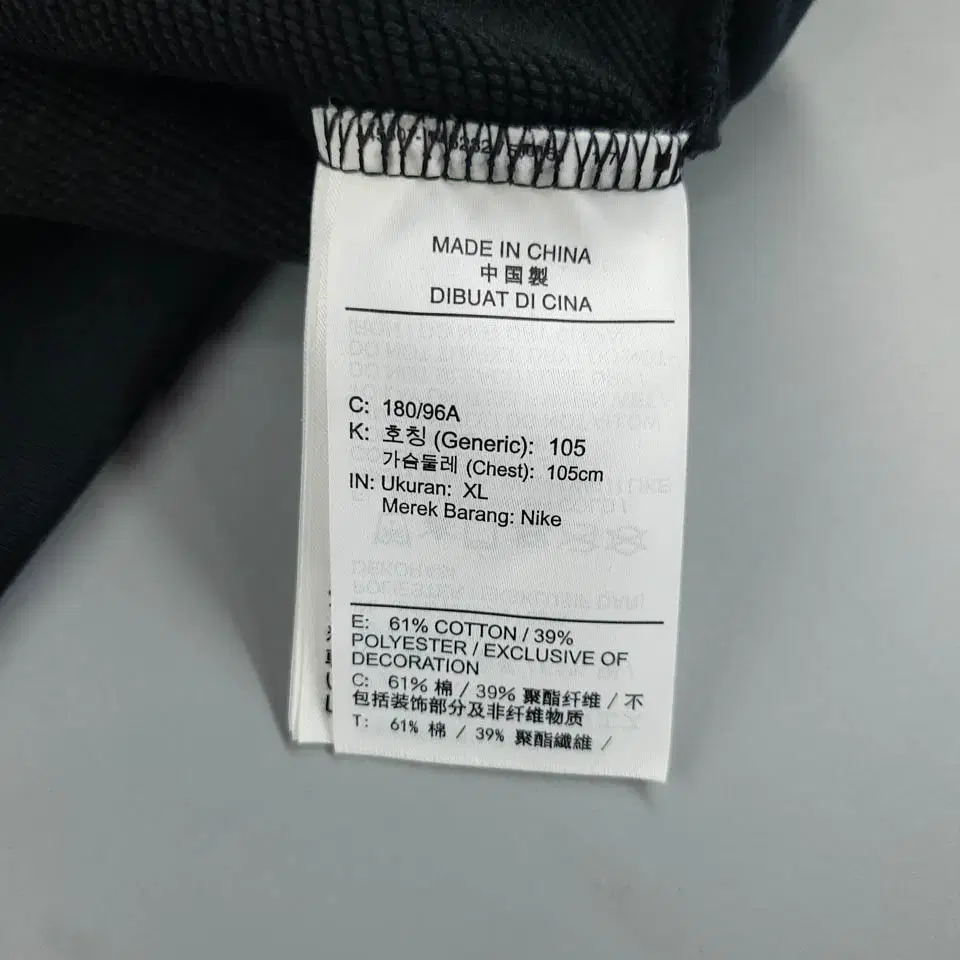 MADE IN CHINA
中国製
DIBUAT DI CINA
C: 180/96A
K: 호칭 (Generic): 105
가슴둘레 (Chest): 105cm
IN: Ukuran: XL
Merek Barang: Nike
E: 61% COTTON / 39%
POLYESTER / EXCLUSIVE OF
DECORATION
C: 61% 棉 / 39% 聚酯纤维 / 不
包括装饰部分及非纤维物质
T: 61% 棉 / 39% 聚酯纖維 /